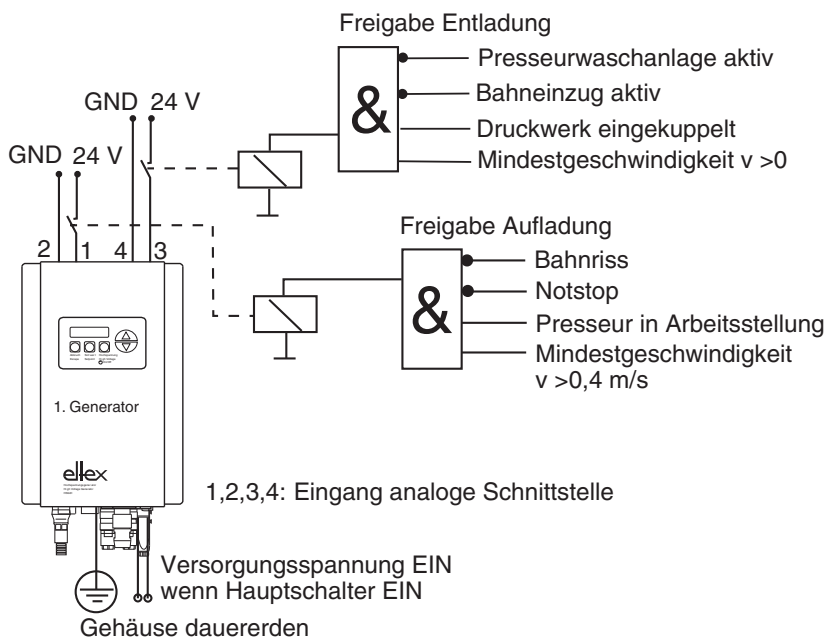 Freigabe Entladung
Presseurwaschanlage aktiv
Bahneinzug aktiv
Druckwerk eingekuppelt
Mindestgeschwindigkeit v >0
&
GND 24 V
GND 24 V
2 1 4 3
Freigabe Aufladung
Bahnriss
Notstop
Presseur in Arbeitsstellung
Mindestgeschwindigkeit
v >0,4 m/s
&
1. Generator
eltex
1,2,3,4: Eingang analoge Schnittstelle
Versorgungsspannung EIN
wenn Hauptschalter EIN
Gehäuse dauererden